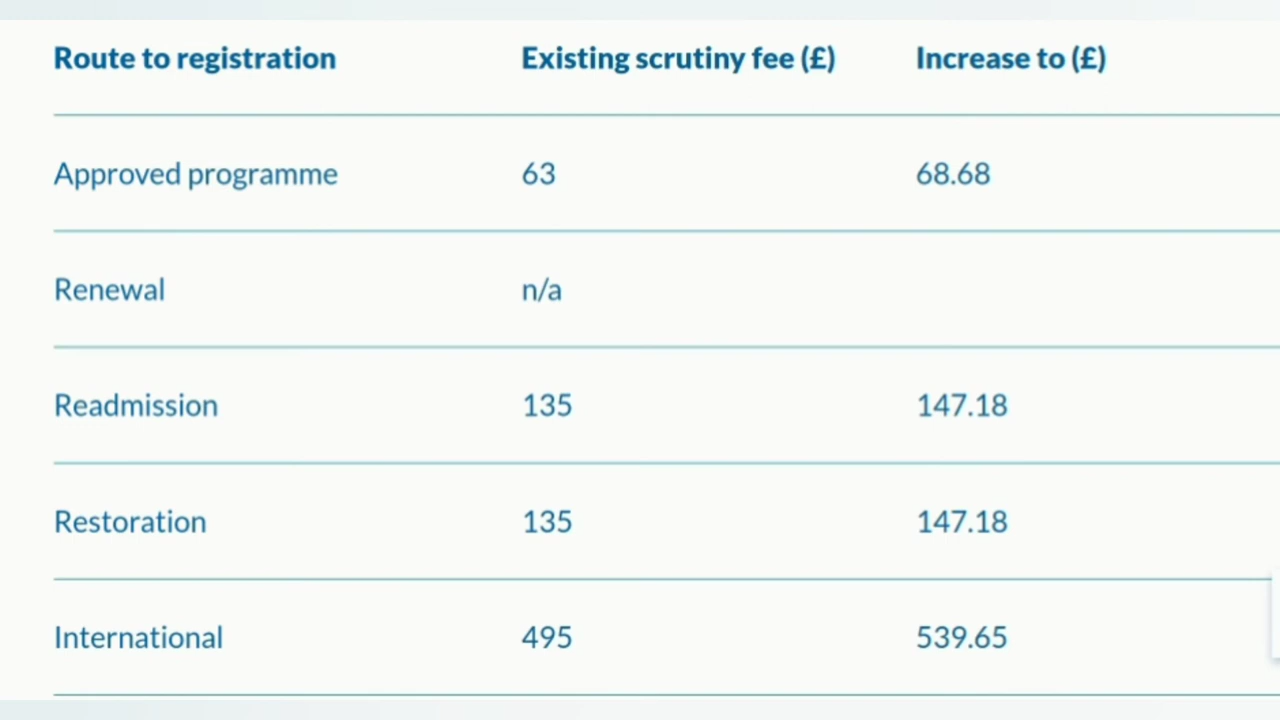 Route to registration Existing scrutiny fee (£) Increase to (£)
Approved programme 63 68.68
Renewal n/a
Readmission 135 147.18
Restoration 135 147.18
International 495 539.65